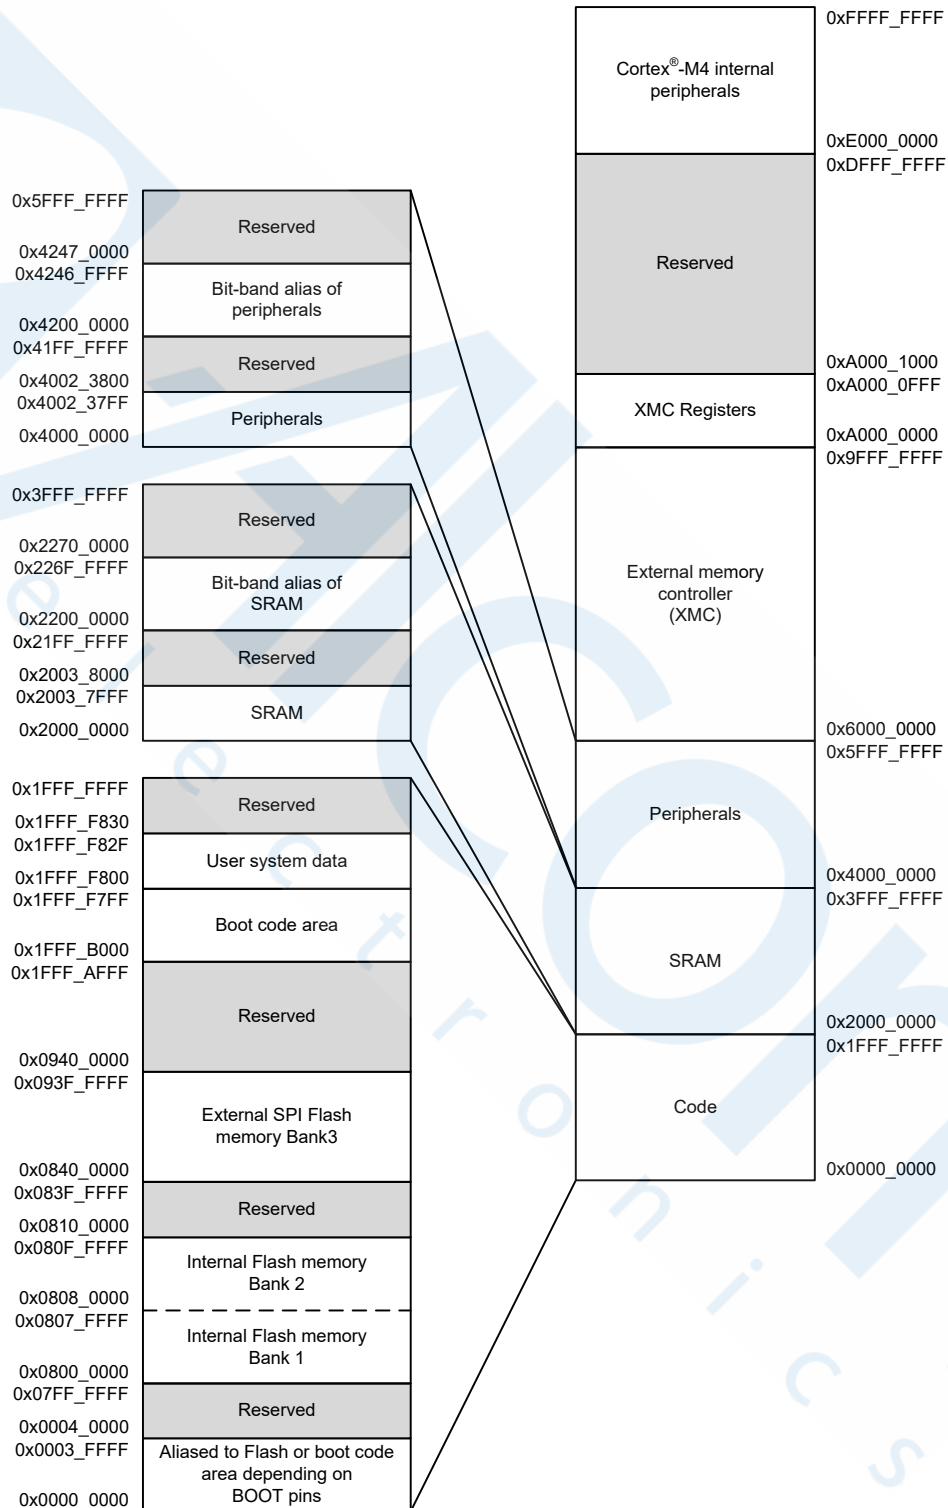 0xFFFF_FFFF
Cortex®-M4 internal
peripherals
0xE000_0000
0xDFFF_FFFF
Reserved
0xA000_1000
0xA000_0FFF
XMC Registers
0xA000_0000
0x9FFF_FFFF
External memory
controller
(XMC)
0x6000_0000
0x5FFF_FFFF
Peripherals
0x4000_0000
0x3FFF_FFFF
SRAM
0x2000_0000
0x1FFF_FFFF
Code
0x0000_0000
0x5FFF_FFFF
Reserved
0x4247_0000
0x4246_FFFF
Bit-band alias of
peripherals
0x4200_0000
0x41FF_FFFF
Reserved
0x4002_3800
0x4002_37FF
Peripherals
0x4000_0000
0x3FFF_FFFF
Reserved
0x2270_0000
0x226F_FFFF
Bit-band alias of
SRAM
0x2200_0000
0x21FF_FFFF
Reserved
0x2003_8000
0x2003_7FFF
SRAM
0x2000_0000
0x1FFF_FFFF
Reserved
0x1FFF_F830
0x1FFF_F82F
User system data
0x1FFF_F800
0x1FFF_F7FF
Boot code area
0x1FFF_B000
0x1FFF_AFFF
Reserved
0x0940_0000
0x093F_FFFF
External SPI Flash
memory Bank3
0x0840_0000
0x083F_FFFF
Reserved
0x0810_0000
0x080F_FFFF
Internal Flash memory
Bank 2
0x0808_0000
0x0807_FFFF
Internal Flash memory
Bank 1
0x0800_0000
0x07FF_FFFF
Reserved
0x0004_0000
0x0003_FFFF
Aliased to Flash or boot code
area depending on
BOOT pins
0x0000_0000